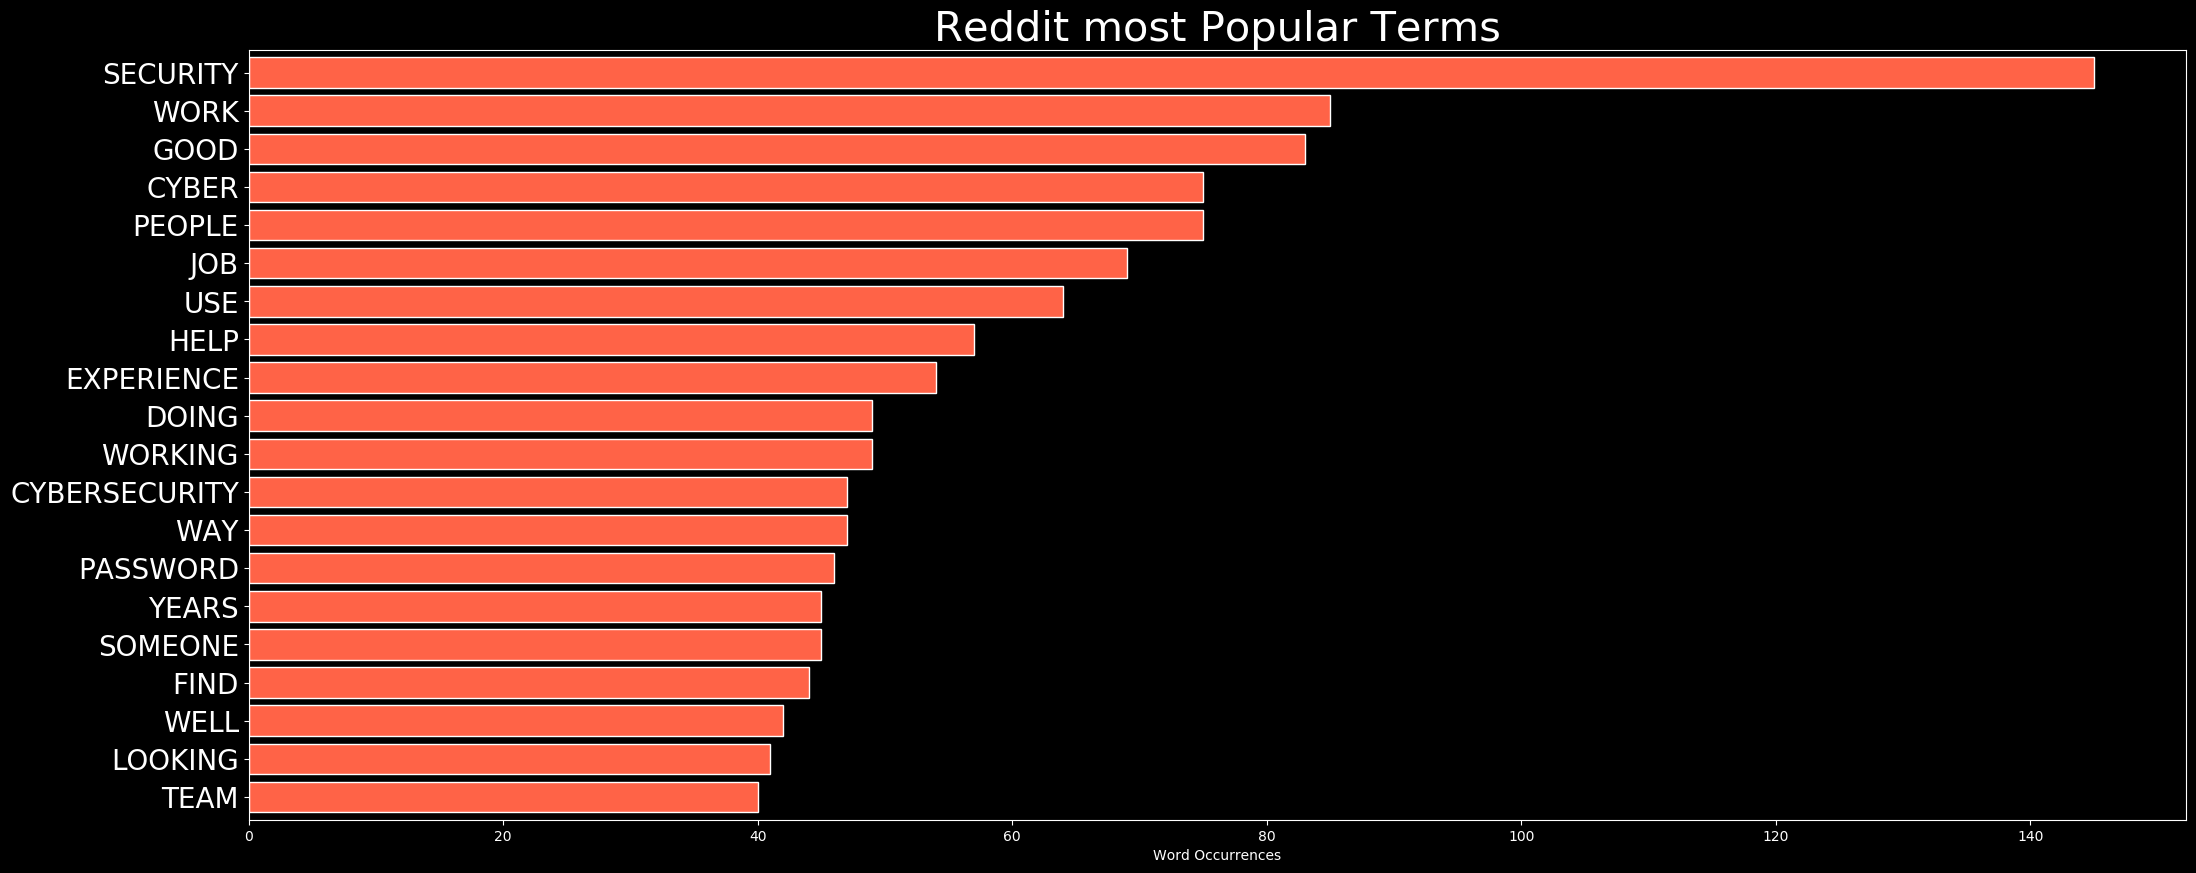 Reddit most Popular Terms
SECURITY
WORK
GOOD
CYBER
PEOPLE
JOB
USE
HELP
EXPERIENCE
DOING
WORKING
CYBERSECURITY
WAY
PASSWORD
YEARS
SOMEONE
FIND
WELL
LOOKING
TEAM
0 20 40 60 80 100 120 140
Word Occurrences